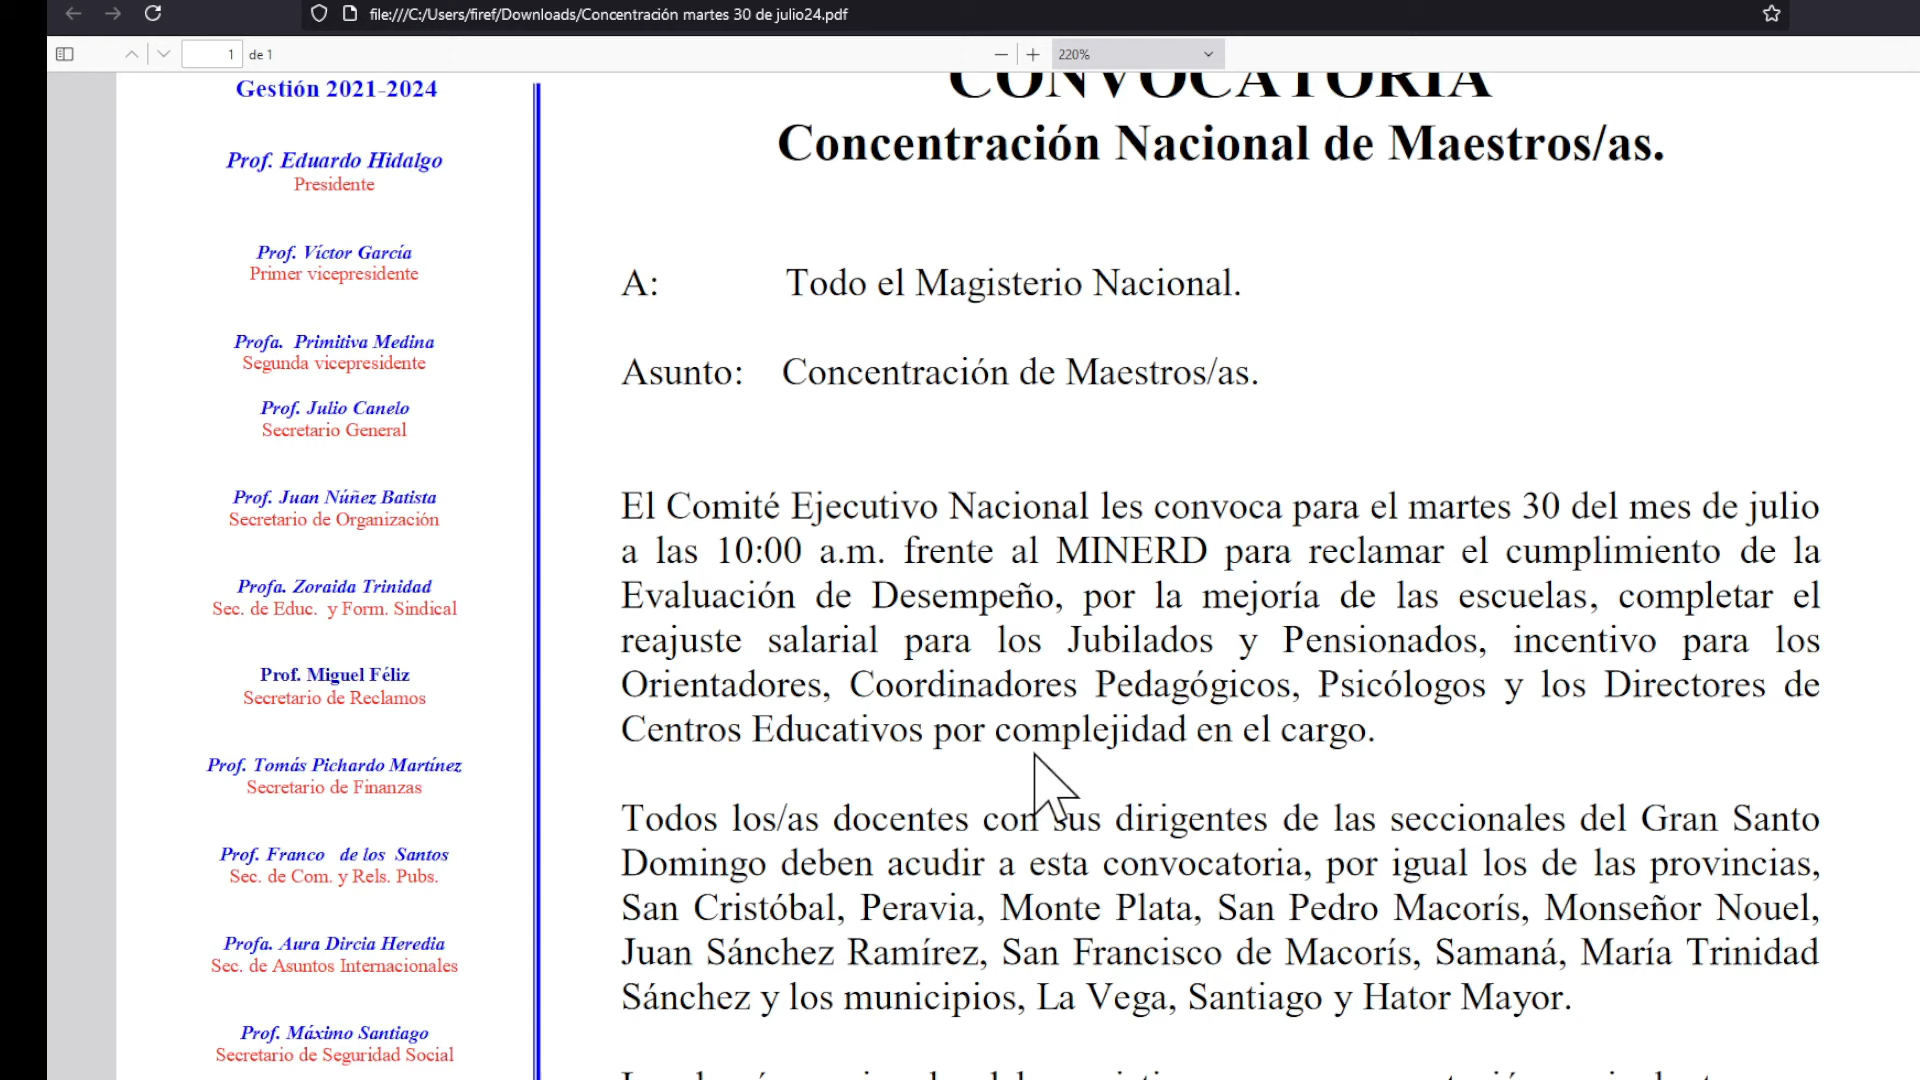 file:///C:/Users/firef/Downloads/Concentración martes 30 de julio24.pdf
1 de 1
220%
Gestión 2021-2024
Prof. Eduardo Hidalgo
Presidente
Prof. Víctor García
Primer vicepresidente
Profa. Primitiva Medina
Segunda vicepresidente
Prof. Julio Canelo
Secretario General
Prof. Juan Núñez Batista
Secretario de Organización
Profa. Zoraida Trinidad
Sec. de Educ. y Form. Sindical
Prof. Miguel Féliz
Secretario de Reclamos
Prof. Tomás Pichardo Martínez
Secretario de Finanzas
Prof. Franco de los Santos
Sec. de Com. y Rels. Pubs.
Profa. Aura Dircia Heredia
Sec. de Asuntos Internacionales
Prof. Máximo Santiago
Secretario de Seguridad Social
CONVOCATORIA
Concentración Nacional de Maestros/as.
A: Todo el Magisterio Nacional.
Asunto: Concentración de Maestros/as.
El Comité Ejecutivo Nacional les convoca para el martes 30 del mes de julio
a las 10:00 a.m. frente al MINERD para reclamar el cumplimiento de la
Evaluación de Desempeño, por la mejoría de las escuelas, completar el
reajuste salarial para los Jubilados y Pensionados, incentivo para los
Orientadores, Coordinadores Pedagógicos, Psicólogos y los Directores de
Centros Educativos por complejidad en el cargo.
Todos los/as docentes con sus dirigentes de las seccionales del Gran Santo
Domingo deben acudir a esta convocatoria, por igual los de las provincias,
San Cristóbal, Peravia, Monte Plata, San Pedro Macorís, Monseñor Nouel,
Juan Sánchez Ramírez, San Francisco de Macorís, Samaná, María Trinidad
Sánchez y los municipios, La Vega, Santiago y Hator Mayor.